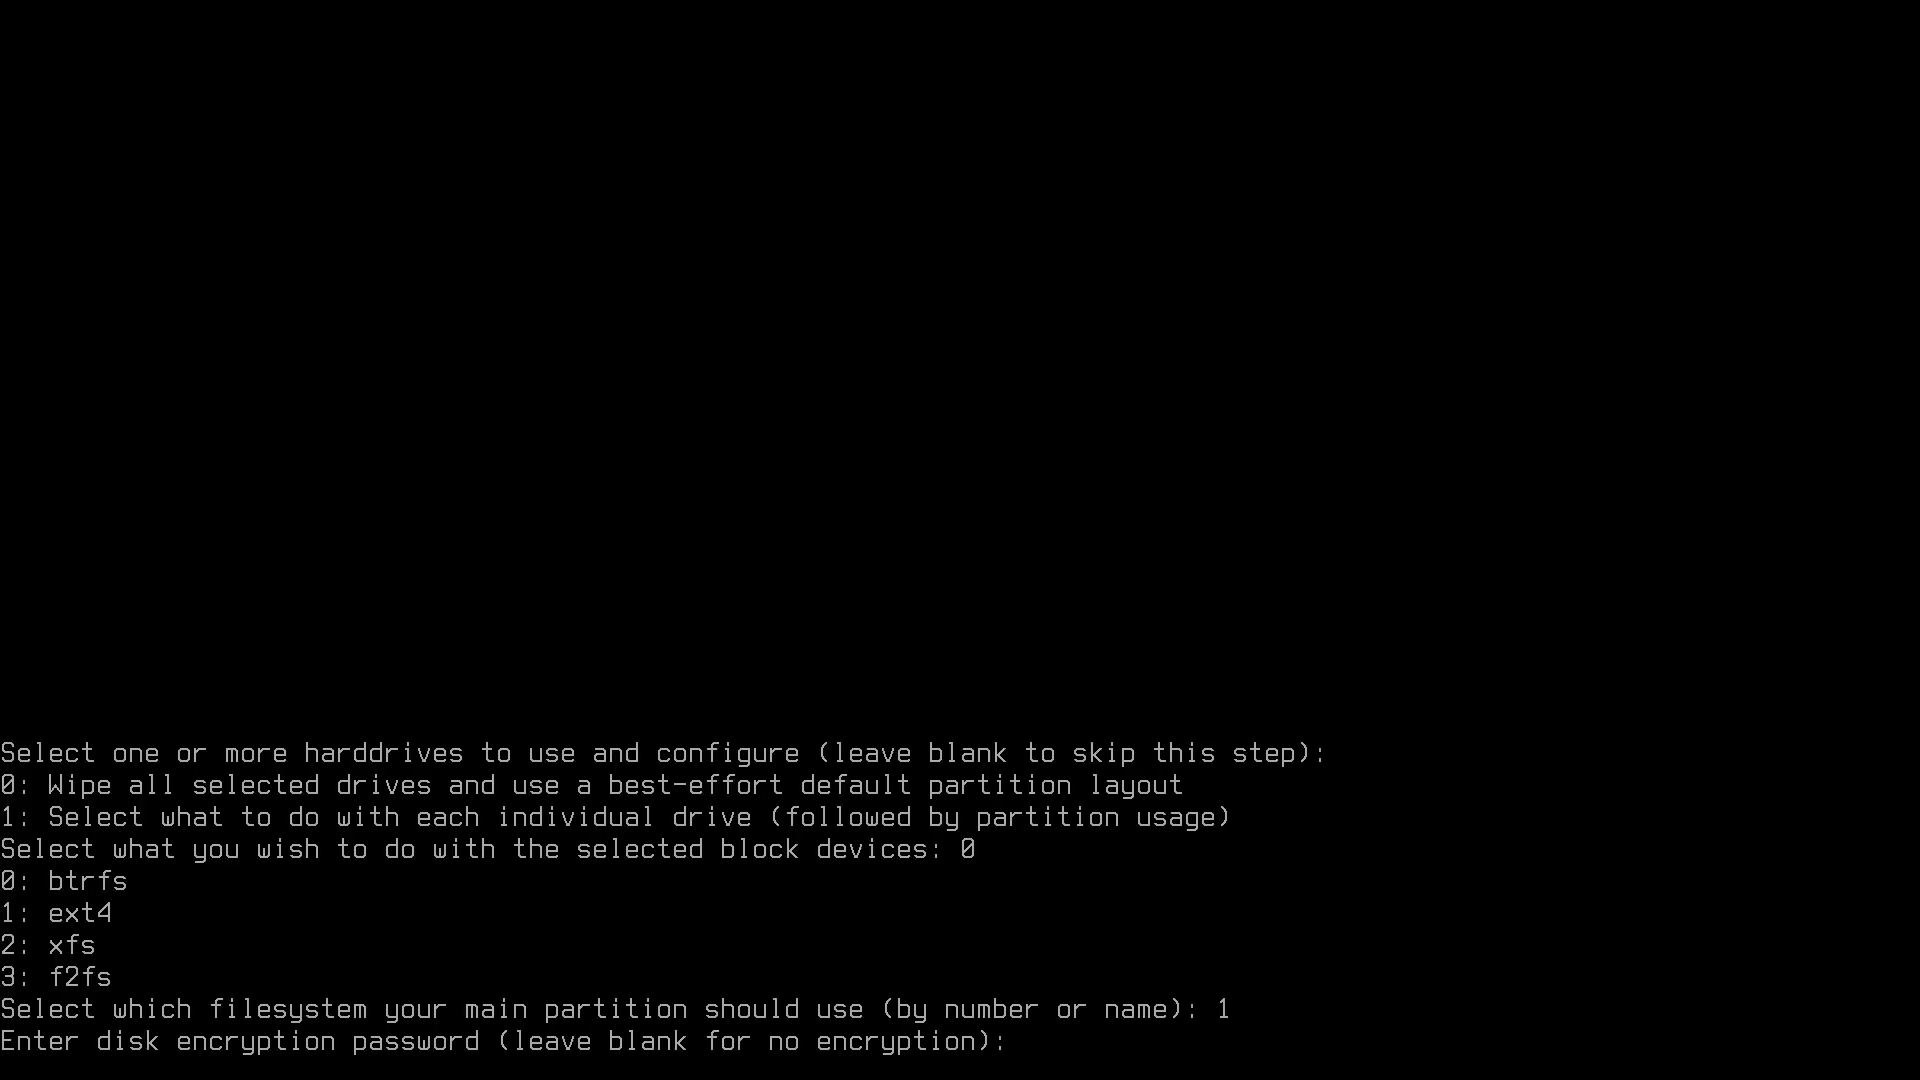 Select one or more harddrives to use and configure (leave blank to skip this step):
0: Wipe all selected drives and use a best-effort default partition layout
1: Select what to do with each individual drive (followed by partition usage)
Select what you wish to do with the selected block devices: 0
0: btrfs
1: ext4
2: xfs
3: f2fs
Select which filesystem your main partition should use (by number or name): 1
Enter disk encryption password (leave blank for no encryption):